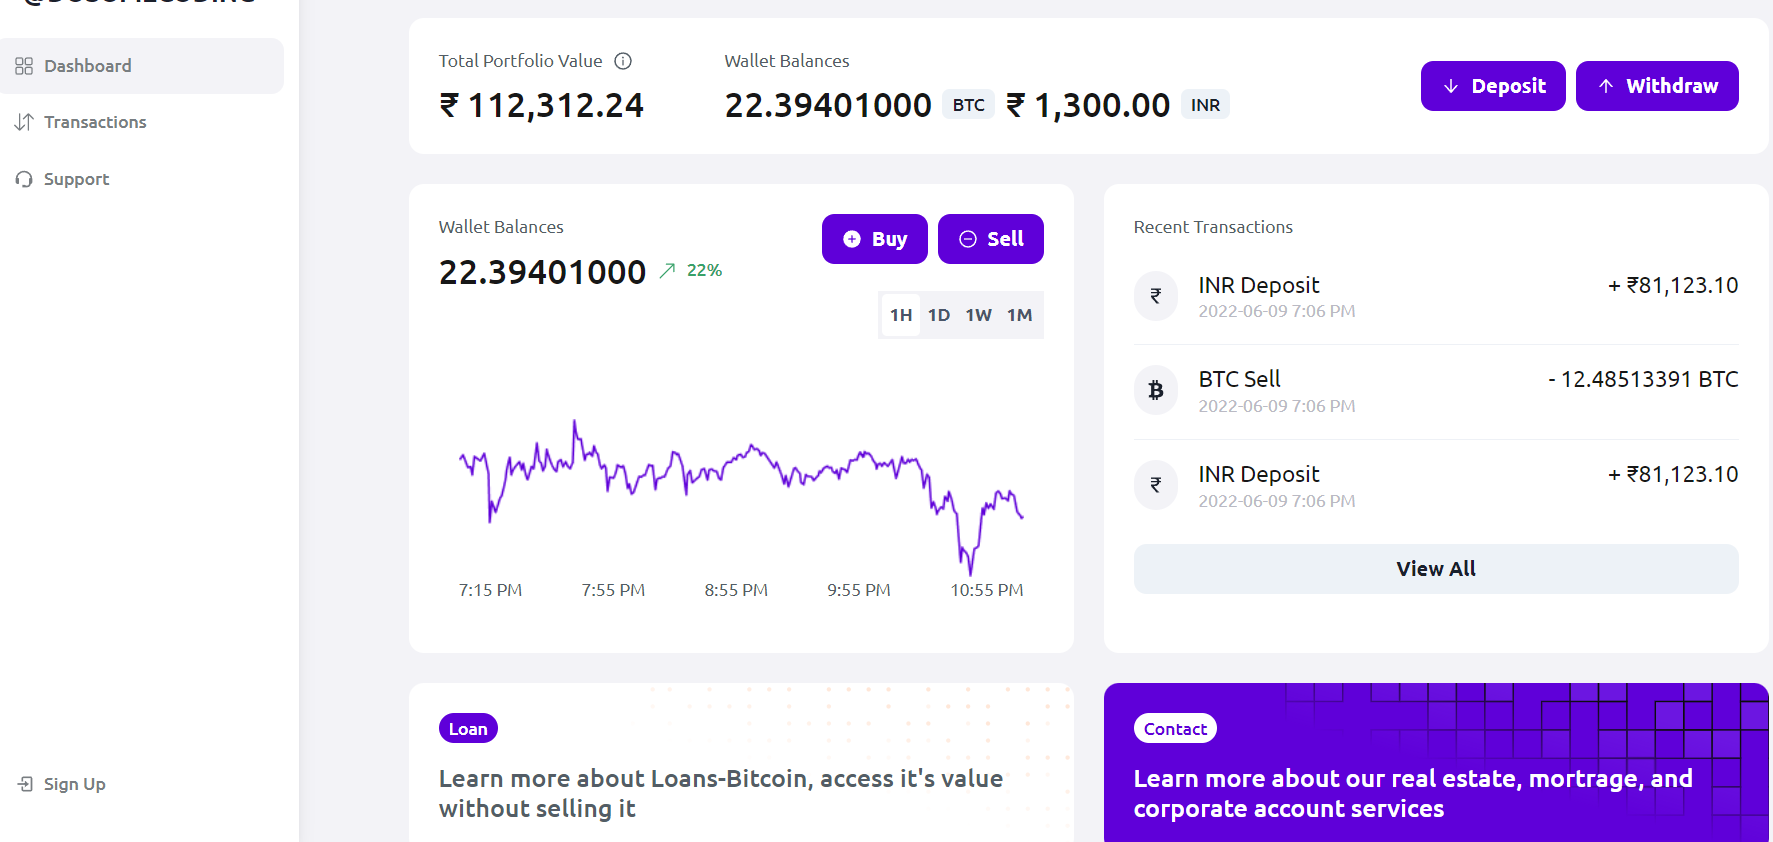 Dashboard
Transactions
Support
Sign Up
Total Portfolio Value
₹ 112,312.24
Wallet Balances
22.39401000 BTC ₹ 1,300.00 INR
Deposit
Withdraw
Wallet Balances
22.39401000 22%
Buy
Sell
1H 1D 1W 1M
7:15 PM 7:55 PM 8:55 PM 9:55 PM 10:55 PM
Recent Transactions
₹ INR Deposit + ₹81,123.10
2022-06-09 7:06 PM
BTC Sell - 12.48513391 BTC
2022-06-09 7:06 PM
₹ INR Deposit + ₹81,123.10
2022-06-09 7:06 PM
View All
Loan
Learn more about Loans-Bitcoin, access it's value
without selling it
Contact
Learn more about our real estate, mortrage, and
corporate account services